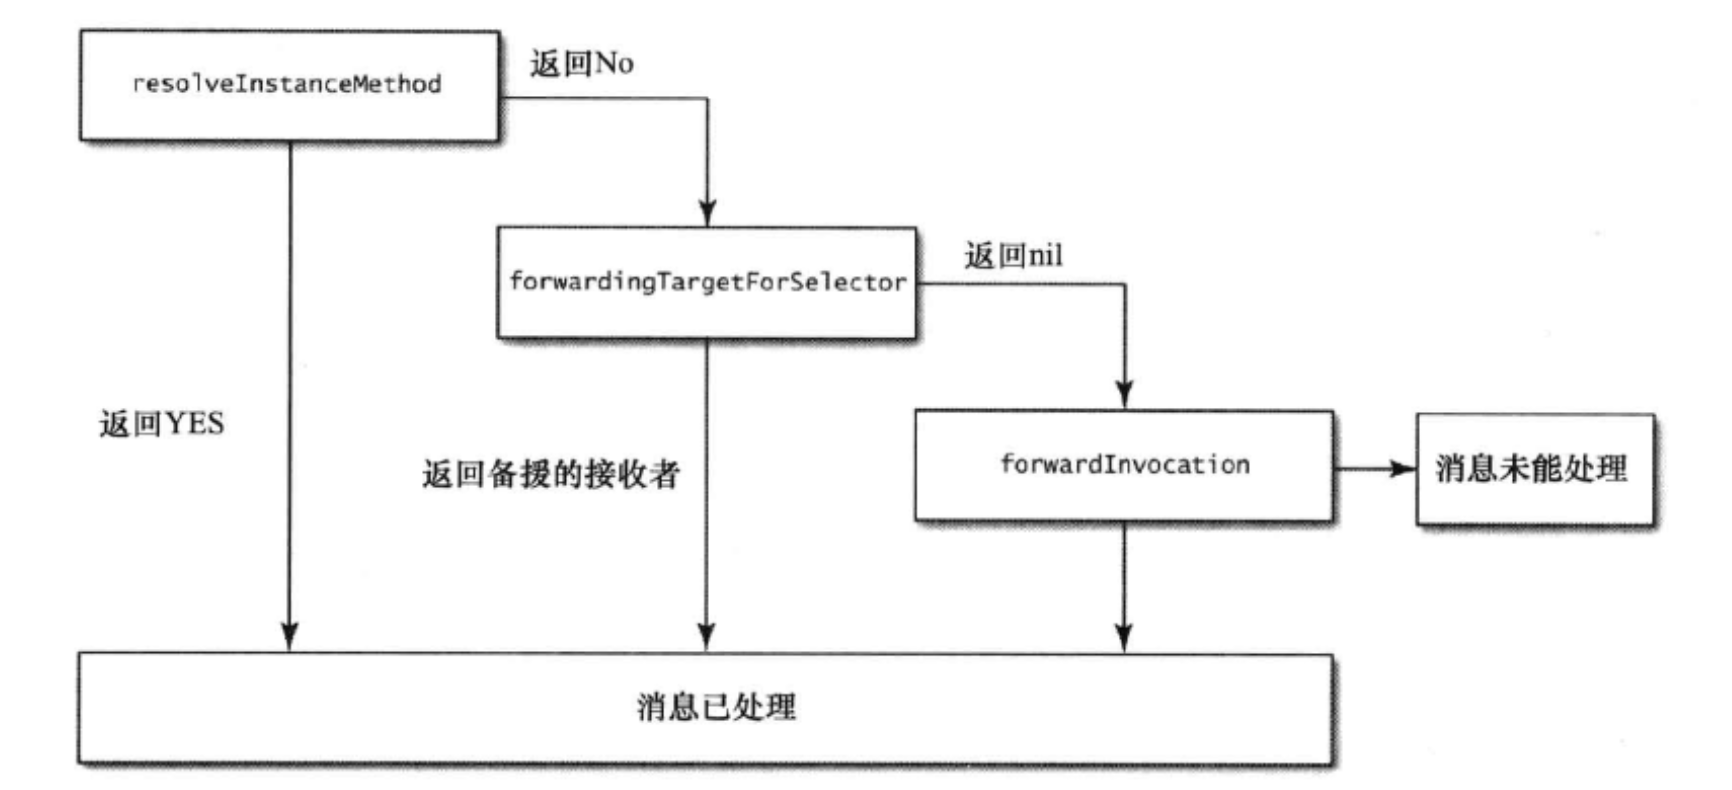 resolveInstanceMethod
返回No
forwardingTargetForSelector
返回nil
返回YES
返回备援的接收者
forwardInvocation
消息未能处理
消息已处理